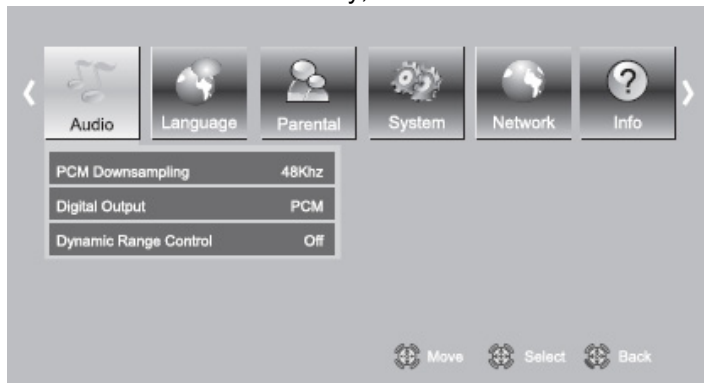 Audio Language Parental System Network Info
PCM Downsampling 48Khz
Digital Output PCM
Dynamic Range Control Off
Move Select Back